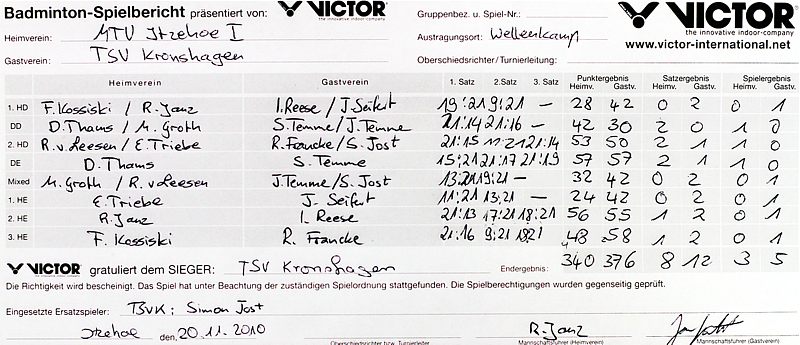 Badminton-Spielbericht präsentiert von: VICTOR the innovative indoor-company
Gruppenbez. u. Spiel-Nr.:
VICTOR the innovative indoor-company
Heimverein: MTV Itzehoe I
Austragungsort: Wellenkamp
www.victor-international.net
Gastverein: TSV Kronshagen
Oberschiedsrichter/Turnierleitung:
Heimverein Gastverein 1. Satz 2.Satz 3. Satz Punktergebnis Heimv. Gastv. Satzergebnis Heimv. Gastv. Spielergebnis Heimv. Gastv.
1. HD F. Kossiski / R. Janz I. Reese / J. Seifert 19:21 9:21 — 28 42 0 2 0 1
DD D. Thams / M. Groth S. Temme / J. Temme 21:14 21:16 — 42 30 2 0 1 0
2. HD R. v. Leesen / E. Triebe R. Francke / S. Jost 21:15 11:21 21:14 53 50 2 1 1 0
DE D. Thams S. Temme 15:21 21:17 21:19 57 57 2 1 1 0
Mixed M. Groth / R. v. Leesen J. Temme / S. Jost 13:21 19:21 — 32 42 0 2 0 1
1. HE E. Triebe J. Seifert 11:21 13:21 — 24 42 0 2 0 1
2. HE R. Janz I. Reese 21:13 17:21 18:21 56 55 1 2 0 1
3. HE F. Kossiski R. Francke 21:16 9:21 18:21 48 58 1 2 0 1
VICTOR gratuliert dem SIEGER: TSV Kronshagen Endergebnis: 340 376 8 12 3 5
Die Richtigkeit wird bescheinigt. Das Spiel hat unter Beachtung der zuständigen Spielordnung stattgefunden. Die Spielberechtigungen wurden gegenseitig geprüft.
Eingesetzte Ersatzspieler: TSVK: Simon Jost
Itzehoe den, 20.11.2010 R. Janz
Oberschiedsrichter bzw. Turnierleiter Mannschaftsführer (Heimverein) Mannschaftsführer (Gastverein)